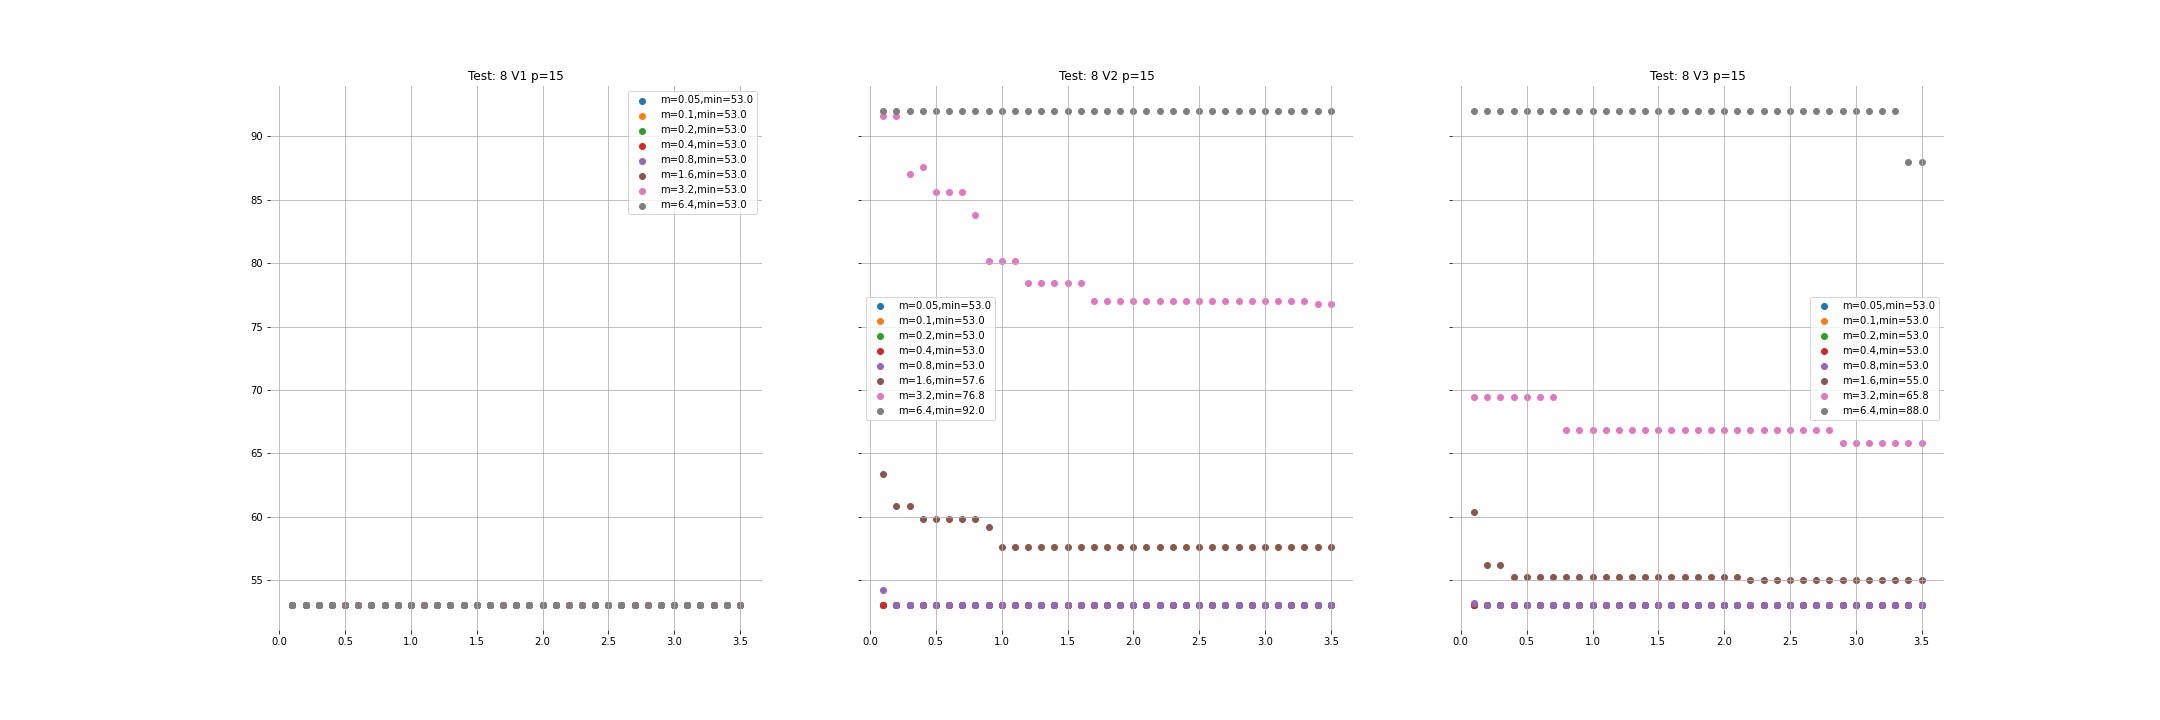 Test: 8 V1 p=15
m=0.05,min=53.0
m=0.1,min=53.0
m=0.2,min=53.0
m=0.4,min=53.0
m=0.8,min=53.0
m=1.6,min=53.0
m=3.2,min=53.0
m=6.4,min=53.0
90
85
80
75
70
65
60
55
0.0 0.5 1.0 1.5 2.0 2.5 3.0 3.5
Test: 8 V2 p=15
m=0.05,min=53.0
m=0.1,min=53.0
m=0.2,min=53.0
m=0.4,min=53.0
m=0.8,min=53.0
m=1.6,min=57.6
m=3.2,min=76.8
m=6.4,min=92.0
0.0 0.5 1.0 1.5 2.0 2.5 3.0 3.5
Test: 8 V3 p=15
m=0.05,min=53.0
m=0.1,min=53.0
m=0.2,min=53.0
m=0.4,min=53.0
m=0.8,min=53.0
m=1.6,min=55.0
m=3.2,min=65.8
m=6.4,min=88.0
0.0 0.5 1.0 1.5 2.0 2.5 3.0 3.5